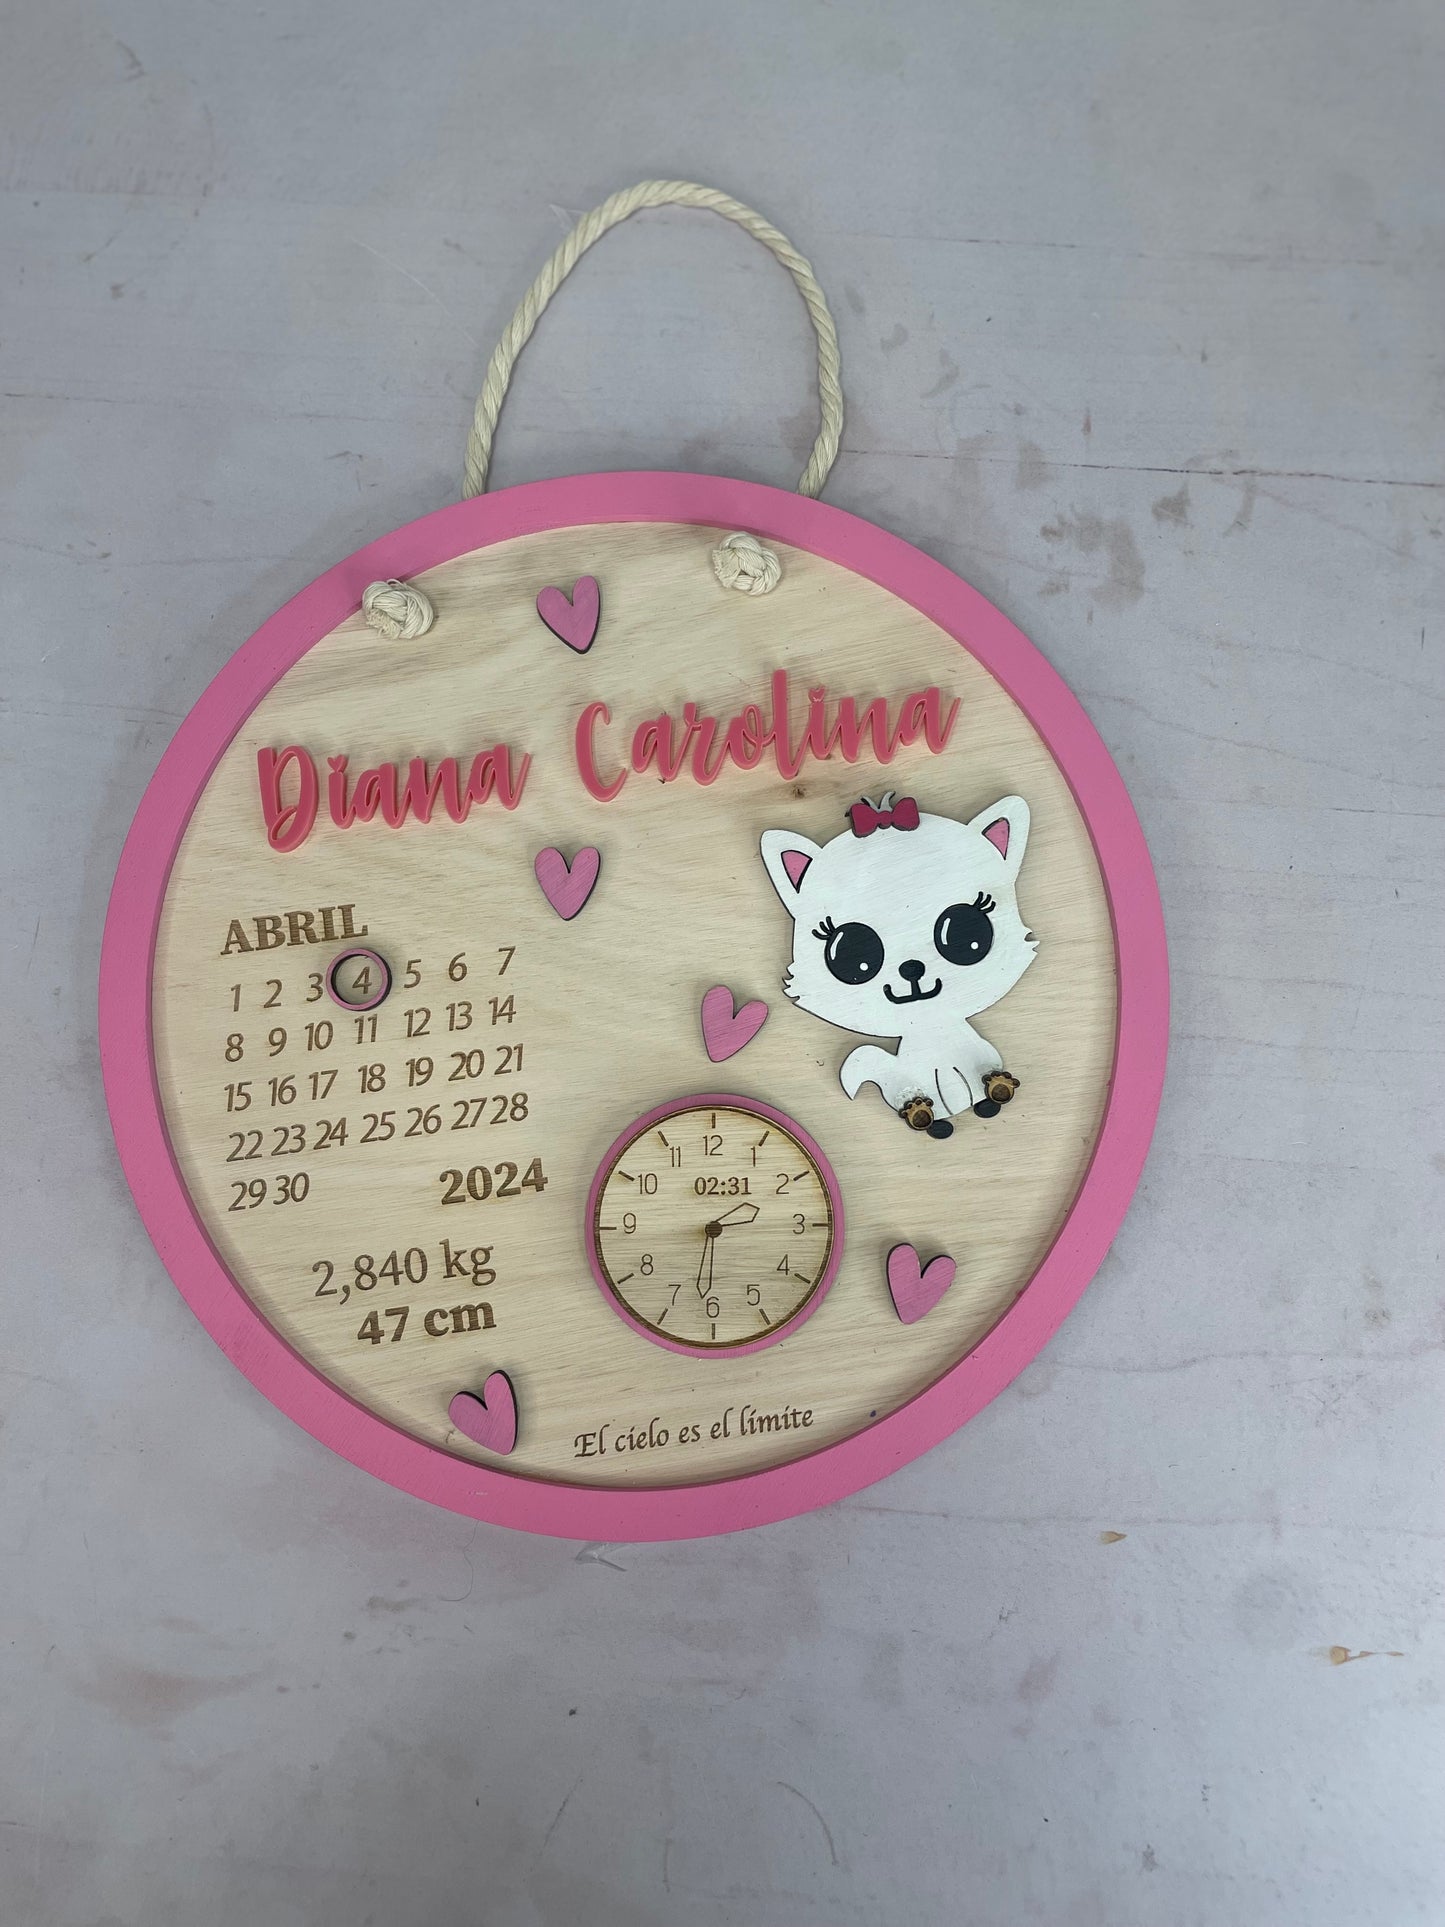 Diana Carolina
ABRIL
1 2 3 4 5 6 7
8 9 10 11 12 13 14
15 16 17 18 19 20 21
22 23 24 25 26 27 28
29 30
2024
2,840 kg
47 cm
12
11 1
02:31
10 2
9 3
8 4
7 5
6
El cielo es el límite